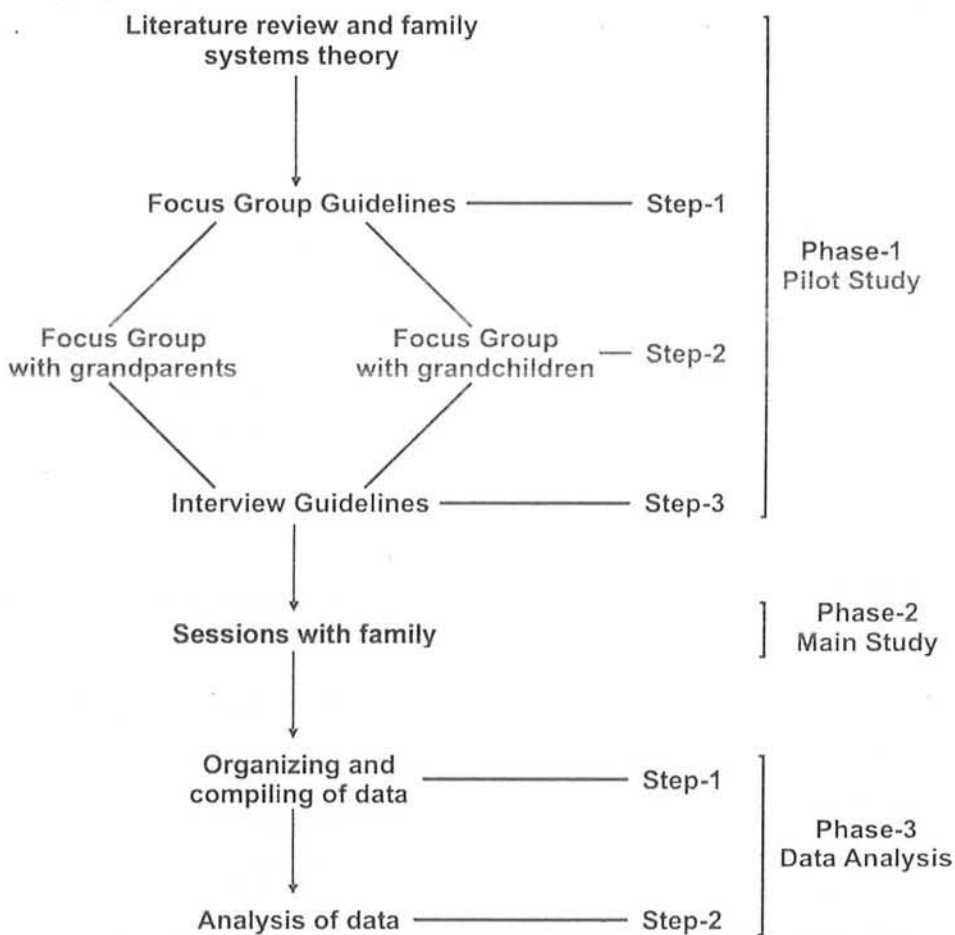 Literature review and family
systems theory
Focus Group Guidelines
Step-1
Phase-1
Pilot Study
Focus Group
with grandparents
Focus Group
with grandchildren
Step-2
Interview Guidelines
Step-3
Sessions with family
Phase-2
Main Study
Organizing and
compiling of data
Step-1
Phase-3
Data Analysis
Analysis of data
Step-2